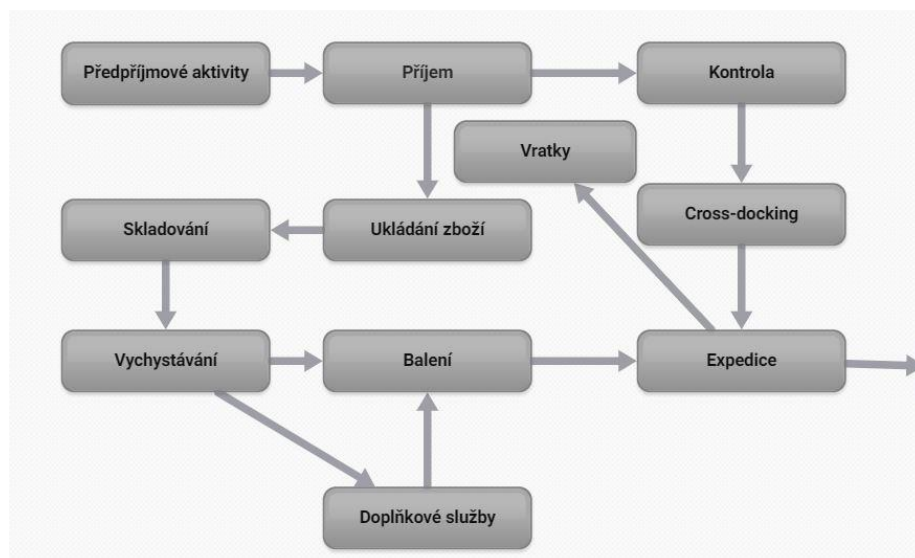 Předpříjmové aktivity
Příjem
Kontrola
Vratky
Skladování
Ukládání zboží
Cross-docking
Vychystávání
Balení
Expedice
Doplňkové služby